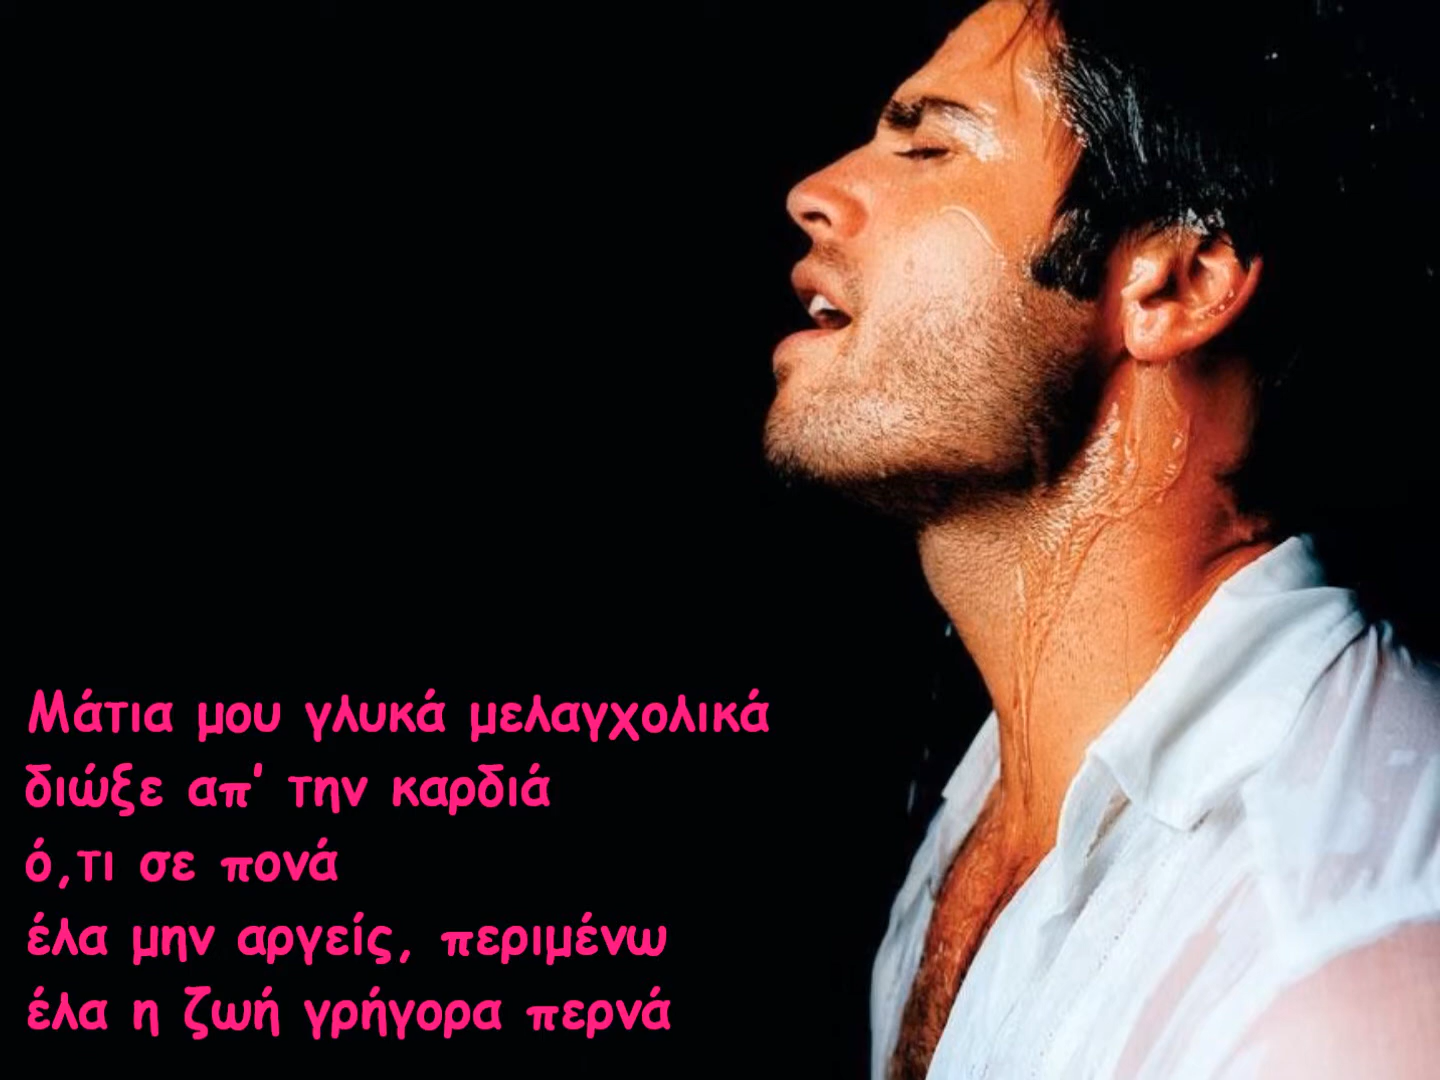 Μάτια μου γλυκά μελαγχολικά
διώξε απ' την καρδιά
ό,τι σε πονά
έλα μην αργείς, περιμένω
έλα η ζωή γρήγορα περνά